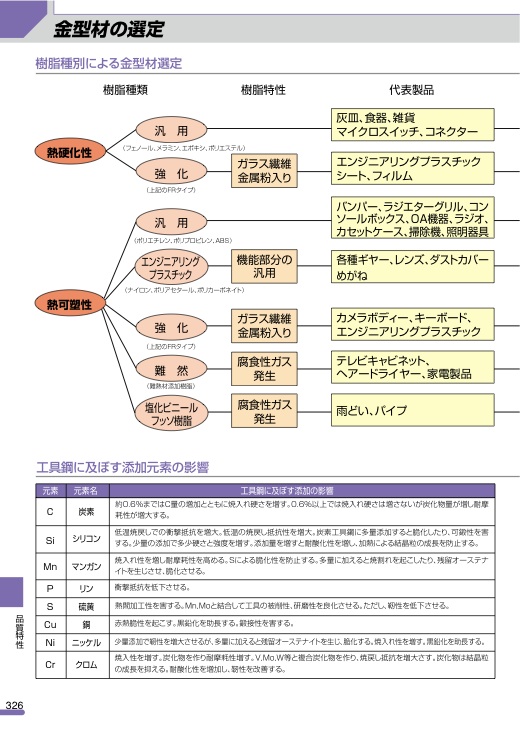 金型材の選定
樹脂種別による金型材選定
樹脂種類 樹脂特性 代表製品
熱硬化性
汎 用
(フェノール、メラミン、エポキシ、ポリエステル)
灰皿、食器、雑貨
マイクロスイッチ、コネクター
強 化
(上記のFRタイプ)
ガラス繊維
金属粉入り
エンジニアリングプラスチック
シート、フィルム
熱可塑性
汎 用
(ポリエチレン、ポリプロピレン、ABS)
バンパー、ラジエターグリル、コン
ソールボックス、OA機器、ラジオ、
カセットケース、掃除機、照明器具
エンジニアリング
プラスチック
(ナイロン、ポリアセタール、ポリカーボネイト)
機能部分の
汎用
各種ギヤー、レンズ、ダストカバー
めがね
強 化
(上記のFRタイプ)
ガラス繊維
金属粉入り
カメラボディー、キーボード、
エンジニアリングプラスチック
難 然
(難熱材添加樹脂)
腐食性ガス
発生
テレビキャビネット、
ヘアードライヤー、家電製品
塩化ビニール
フッソ樹脂
腐食性ガス
発生
雨どい、パイプ
工具鋼に及ぼす添加元素の影響
元素 元素名 工具鋼に及ぼす添加の影響
C 炭素 約0.6%まではC量の増加とともに焼入れ硬さを増す。0.6%以上では焼入れ硬さは増さないが炭化物量が増し耐摩
耗性が増大する。
Si シリコン 低温焼戻しでの衝撃抵抗を増大。低温の焼戻し抵抗性を増大。炭素工具鋼に多量添加すると脆化したり、可鍛性を害
する。少量の添加で多少硬さと強度を増す。添加量を増すと耐酸化性を増し、加熱による結晶粒の成長を防止する。
Mn マンガン 焼入れ性を増し耐摩耗性を高める。Siによる脆化性を防止する。多量に加えると焼割れを起こしたり、残留オーステナ
イトを生じさせ、脆化させる。
P リン 衝撃抵抗を低下させる。
S 硫黄 熱間加工性を害する。Mn,Moと結合して工具の被削性、研磨性を良化させる。ただし、靭性を低下させる。
Cu 銅 赤熱脆性を起こす。黒鉛化を助長する。鍛接性を害する。
Ni ニッケル 少量添加で靭性を増大させるが、多量に加えると残留オーステナイトを生じ、脆化する。焼入れ性を増す。黒鉛化を助長する。
Cr クロム 焼入性を増す。炭化物を作り耐摩耗性増す。V,Mo,W等と複合炭化物を作り、焼戻し抵抗を増大さす。炭化物は結晶粒
の成長を抑える。耐酸化性を増加し、靭性を改善する。
品質特性
326